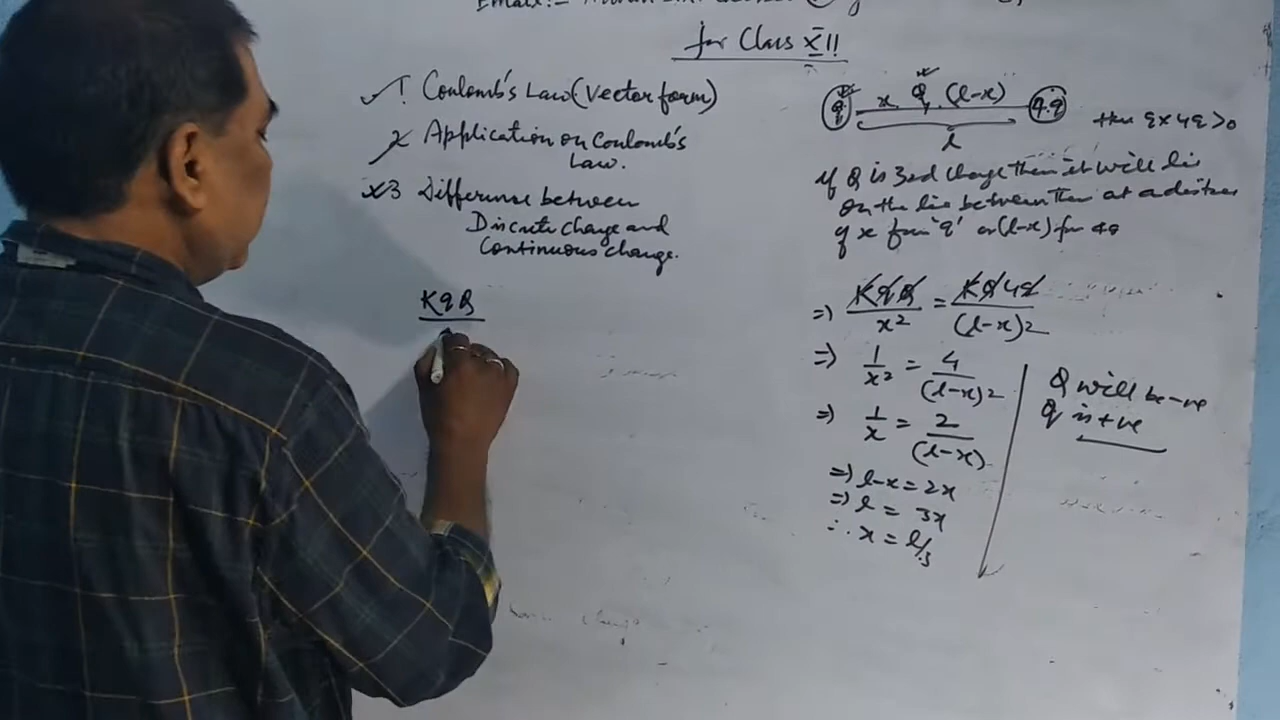 Email:-
for Class XII
1. Coulomb's Law (Vector form)
2 Application on Coulomb's
Law.
3 Difference between
Discrete charge and
Continuous charge.
KqQ
q x Q (l-x) 4q
l
then q x 4q > 0
if Q is 3rd charge then it will lie
on the line between them at a distance
of x from 'q' or (l-x) for 4q
=> KqQ/x² = KQ4q/(l-x)2
=> 1/x² = 4/(l-x)2
=> 1/x = 2/(l-x)
=> l-x = 2x
=> l = 3x
∴ x = l/3
Q will be -ve
q is +ve